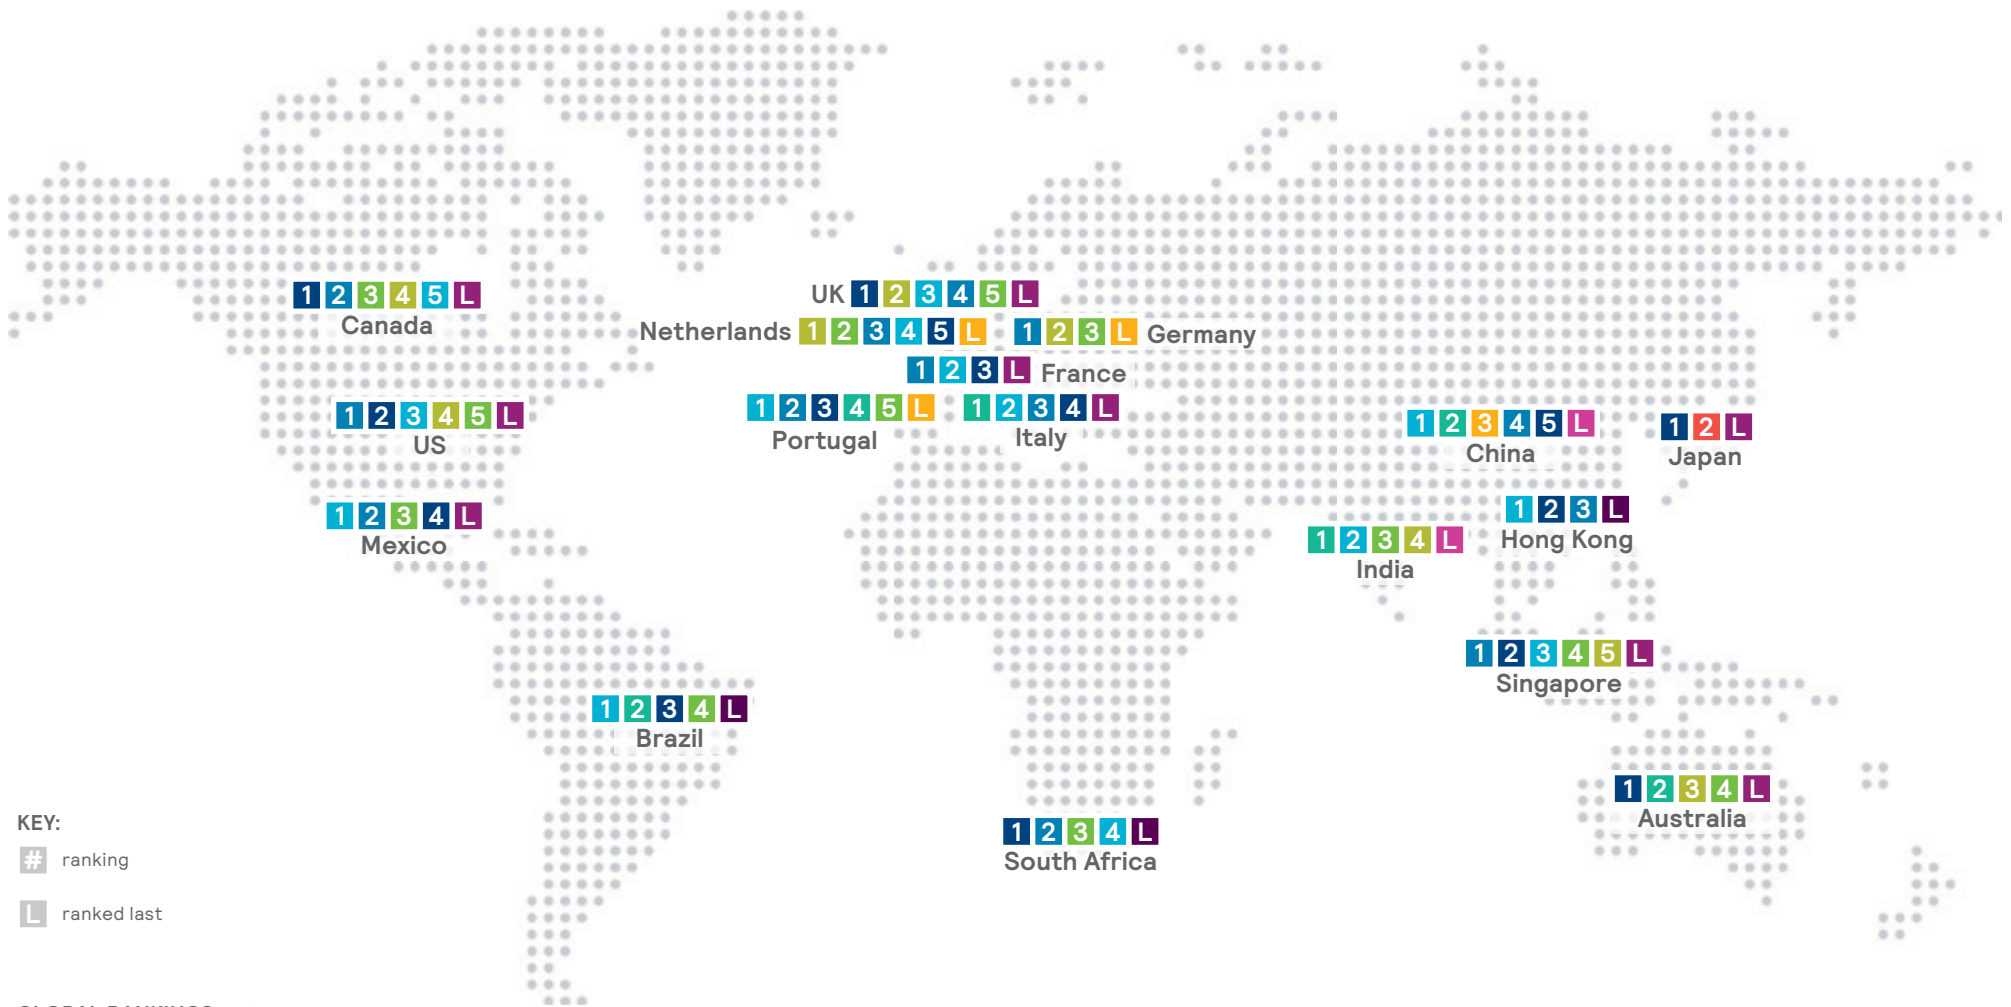 1 2 3 4 5 L
Canada
UK 1 2 3 4 5 L
Netherlands 1 2 3 4 5 L
1 2 3 L Germany
1 2 3 L France
1 2 3 4 5 L
Portugal
1 2 3 4 L
Italy
1 2 3 4 5 L
US
1 2 3 4 5 L
China
1 2 L
Japan
1 2 3 4 L
Mexico
1 2 3 L
Hong Kong
1 2 3 4 L
India
1 2 3 4 5 L
Singapore
1 2 3 4 L
Brazil
1 2 3 4 L
Australia
1 2 3 4 L
South Africa
KEY:
# ranking
L ranked last
GLOBAL RANKINGS